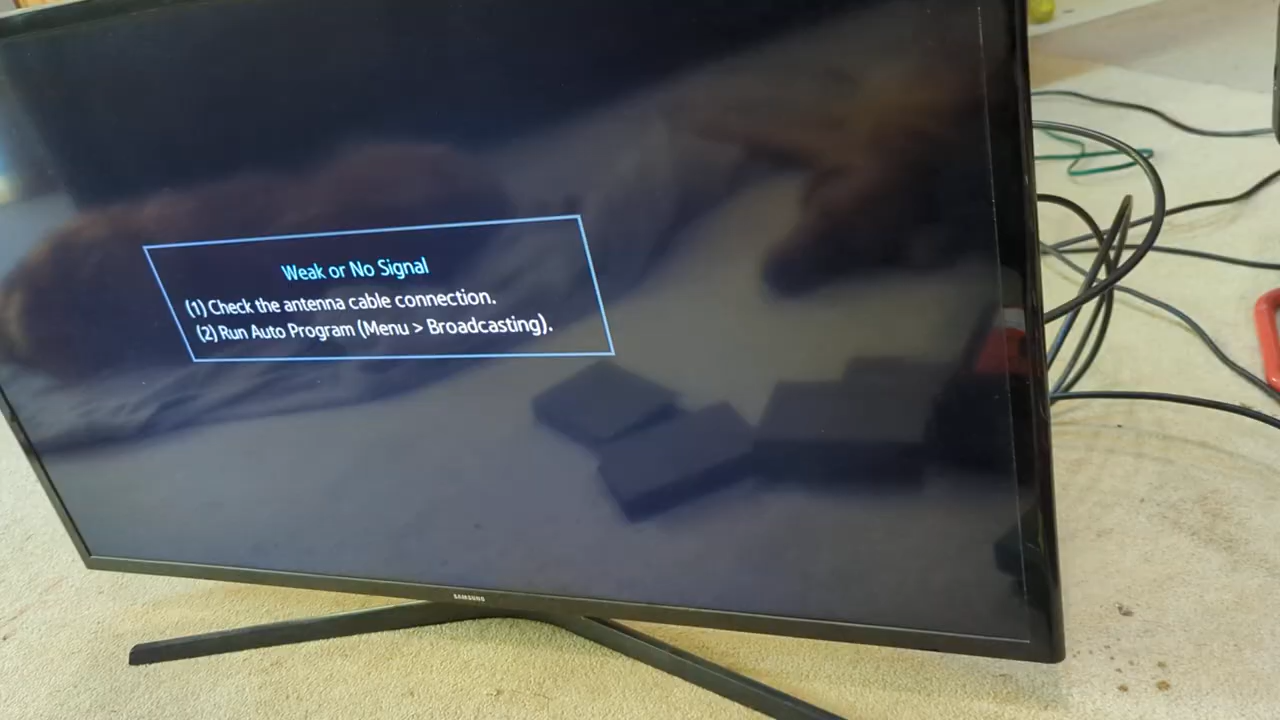 Weak or No Signal
(1) Check the antenna cable connection.
(2) Run Auto Program (Menu > Broadcasting).
SAMSUNG